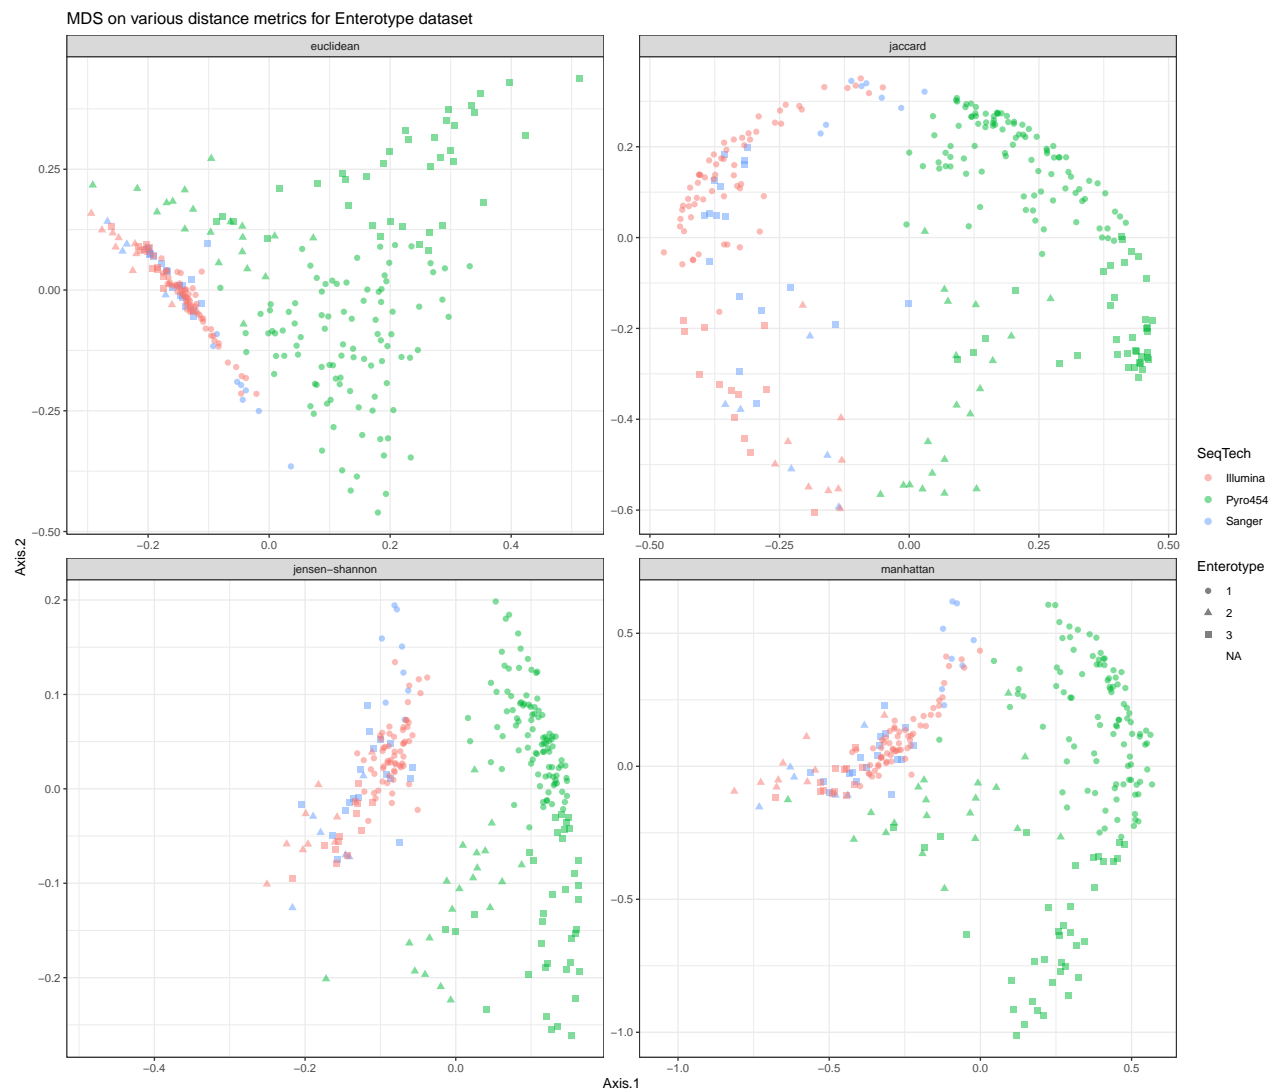 MDS on various distance metrics for Enterotype dataset
euclidean
jaccard
0.25
0.00
−0.25
−0.50
−0.2
0.0
0.2
0.4
0.2
0.0
−0.2
−0.4
−0.6
−0.50
−0.25
0.00
0.25
0.50
Axis.2
jensen−shannon
manhattan
0.2
0.1
0.0
−0.1
−0.2
−0.4
−0.2
0.0
0.5
0.0
−0.5
−1.0
−1.0
−0.5
0.0
0.5
Axis.1
SeqTech
Illumina
Pyro454
Sanger
Enterotype
1
2
3
NA